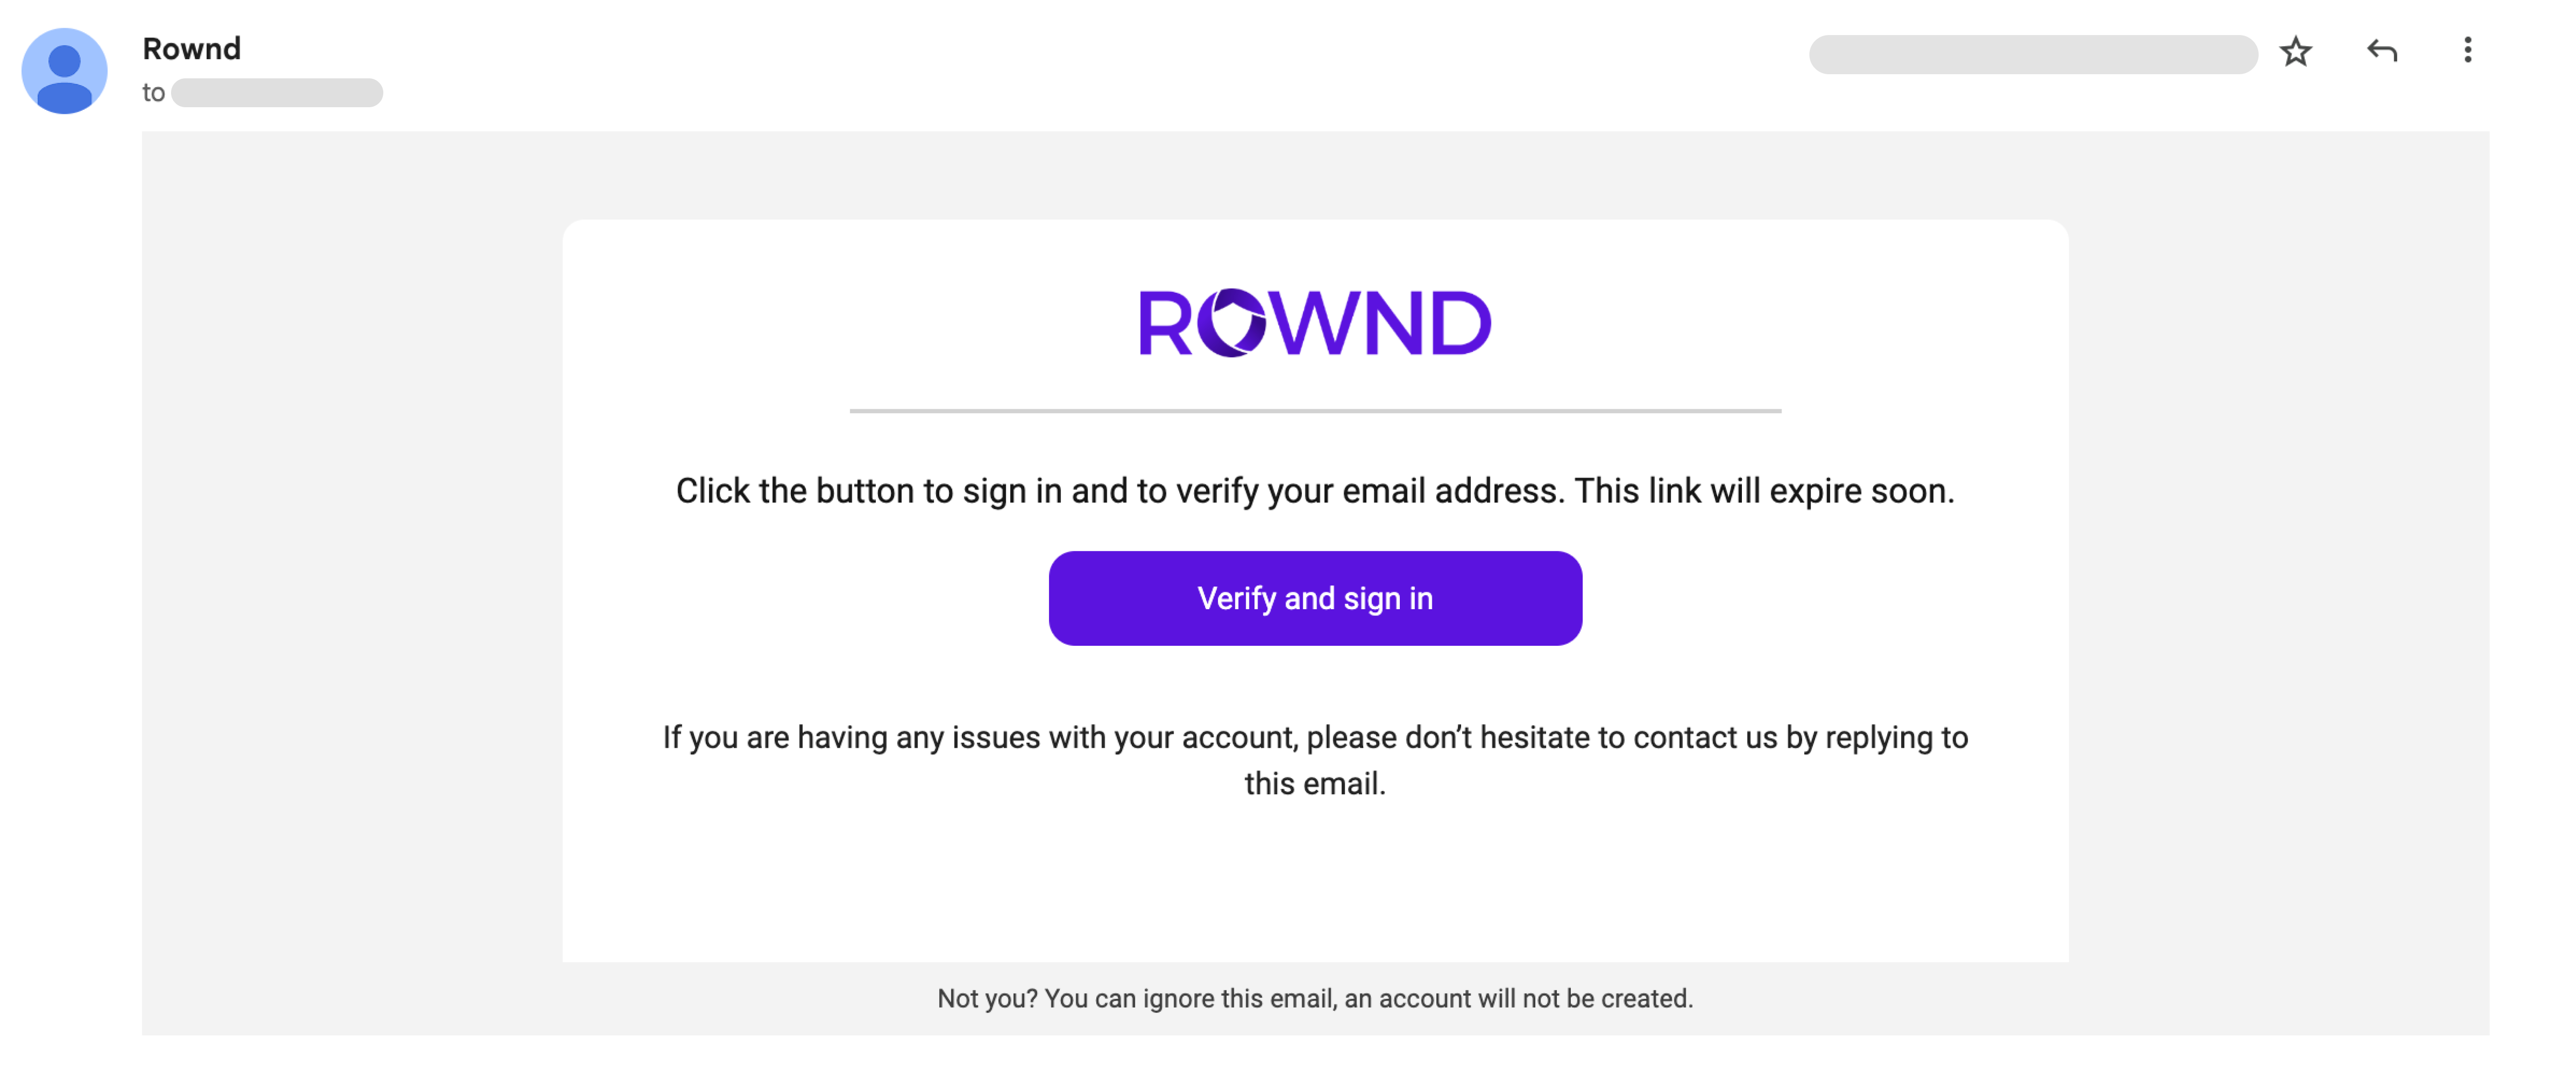 Rownd
to
ROWND
Click the button to sign in and to verify your email address. This link will expire soon.
Verify and sign in
If you are having any issues with your account, please don’t hesitate to contact us by replying to
this email.
Not you? You can ignore this email, an account will not be created.